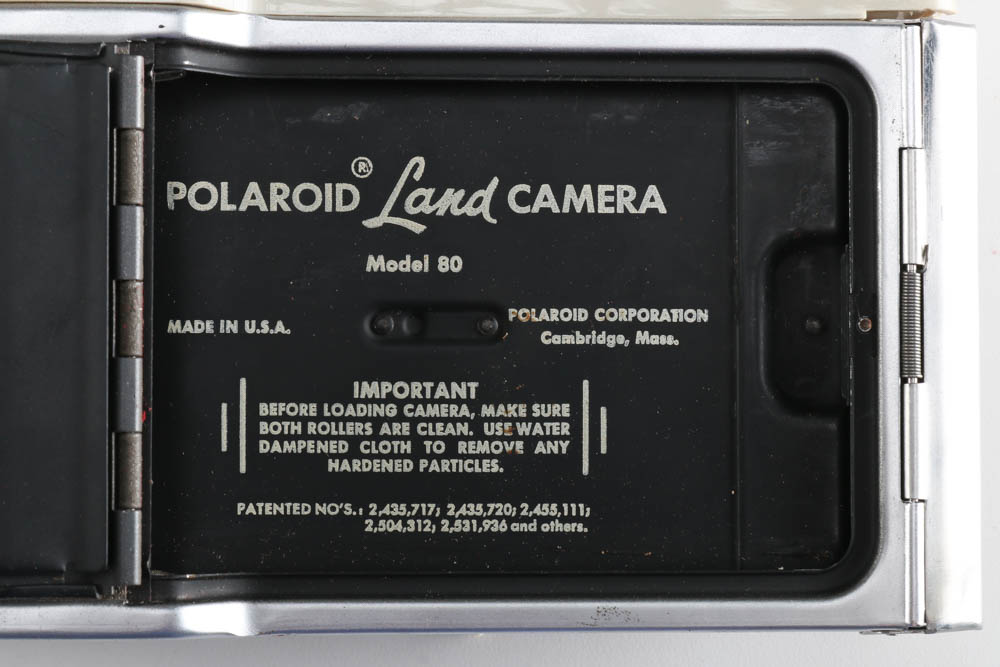 POLAROID® Land CAMERA
Model 80
MADE IN U.S.A.
POLAROID CORPORATION
Cambridge, Mass.
IMPORTANT
BEFORE LOADING CAMERA, MAKE SURE
BOTH ROLLERS ARE CLEAN. USE WATER
DAMPENED CLOTH TO REMOVE ANY
HARDENED PARTICLES.
PATENTED NO'S.: 2,435,717; 2,435,720; 2,455,111;
2,504,312; 2,531,936 and others.